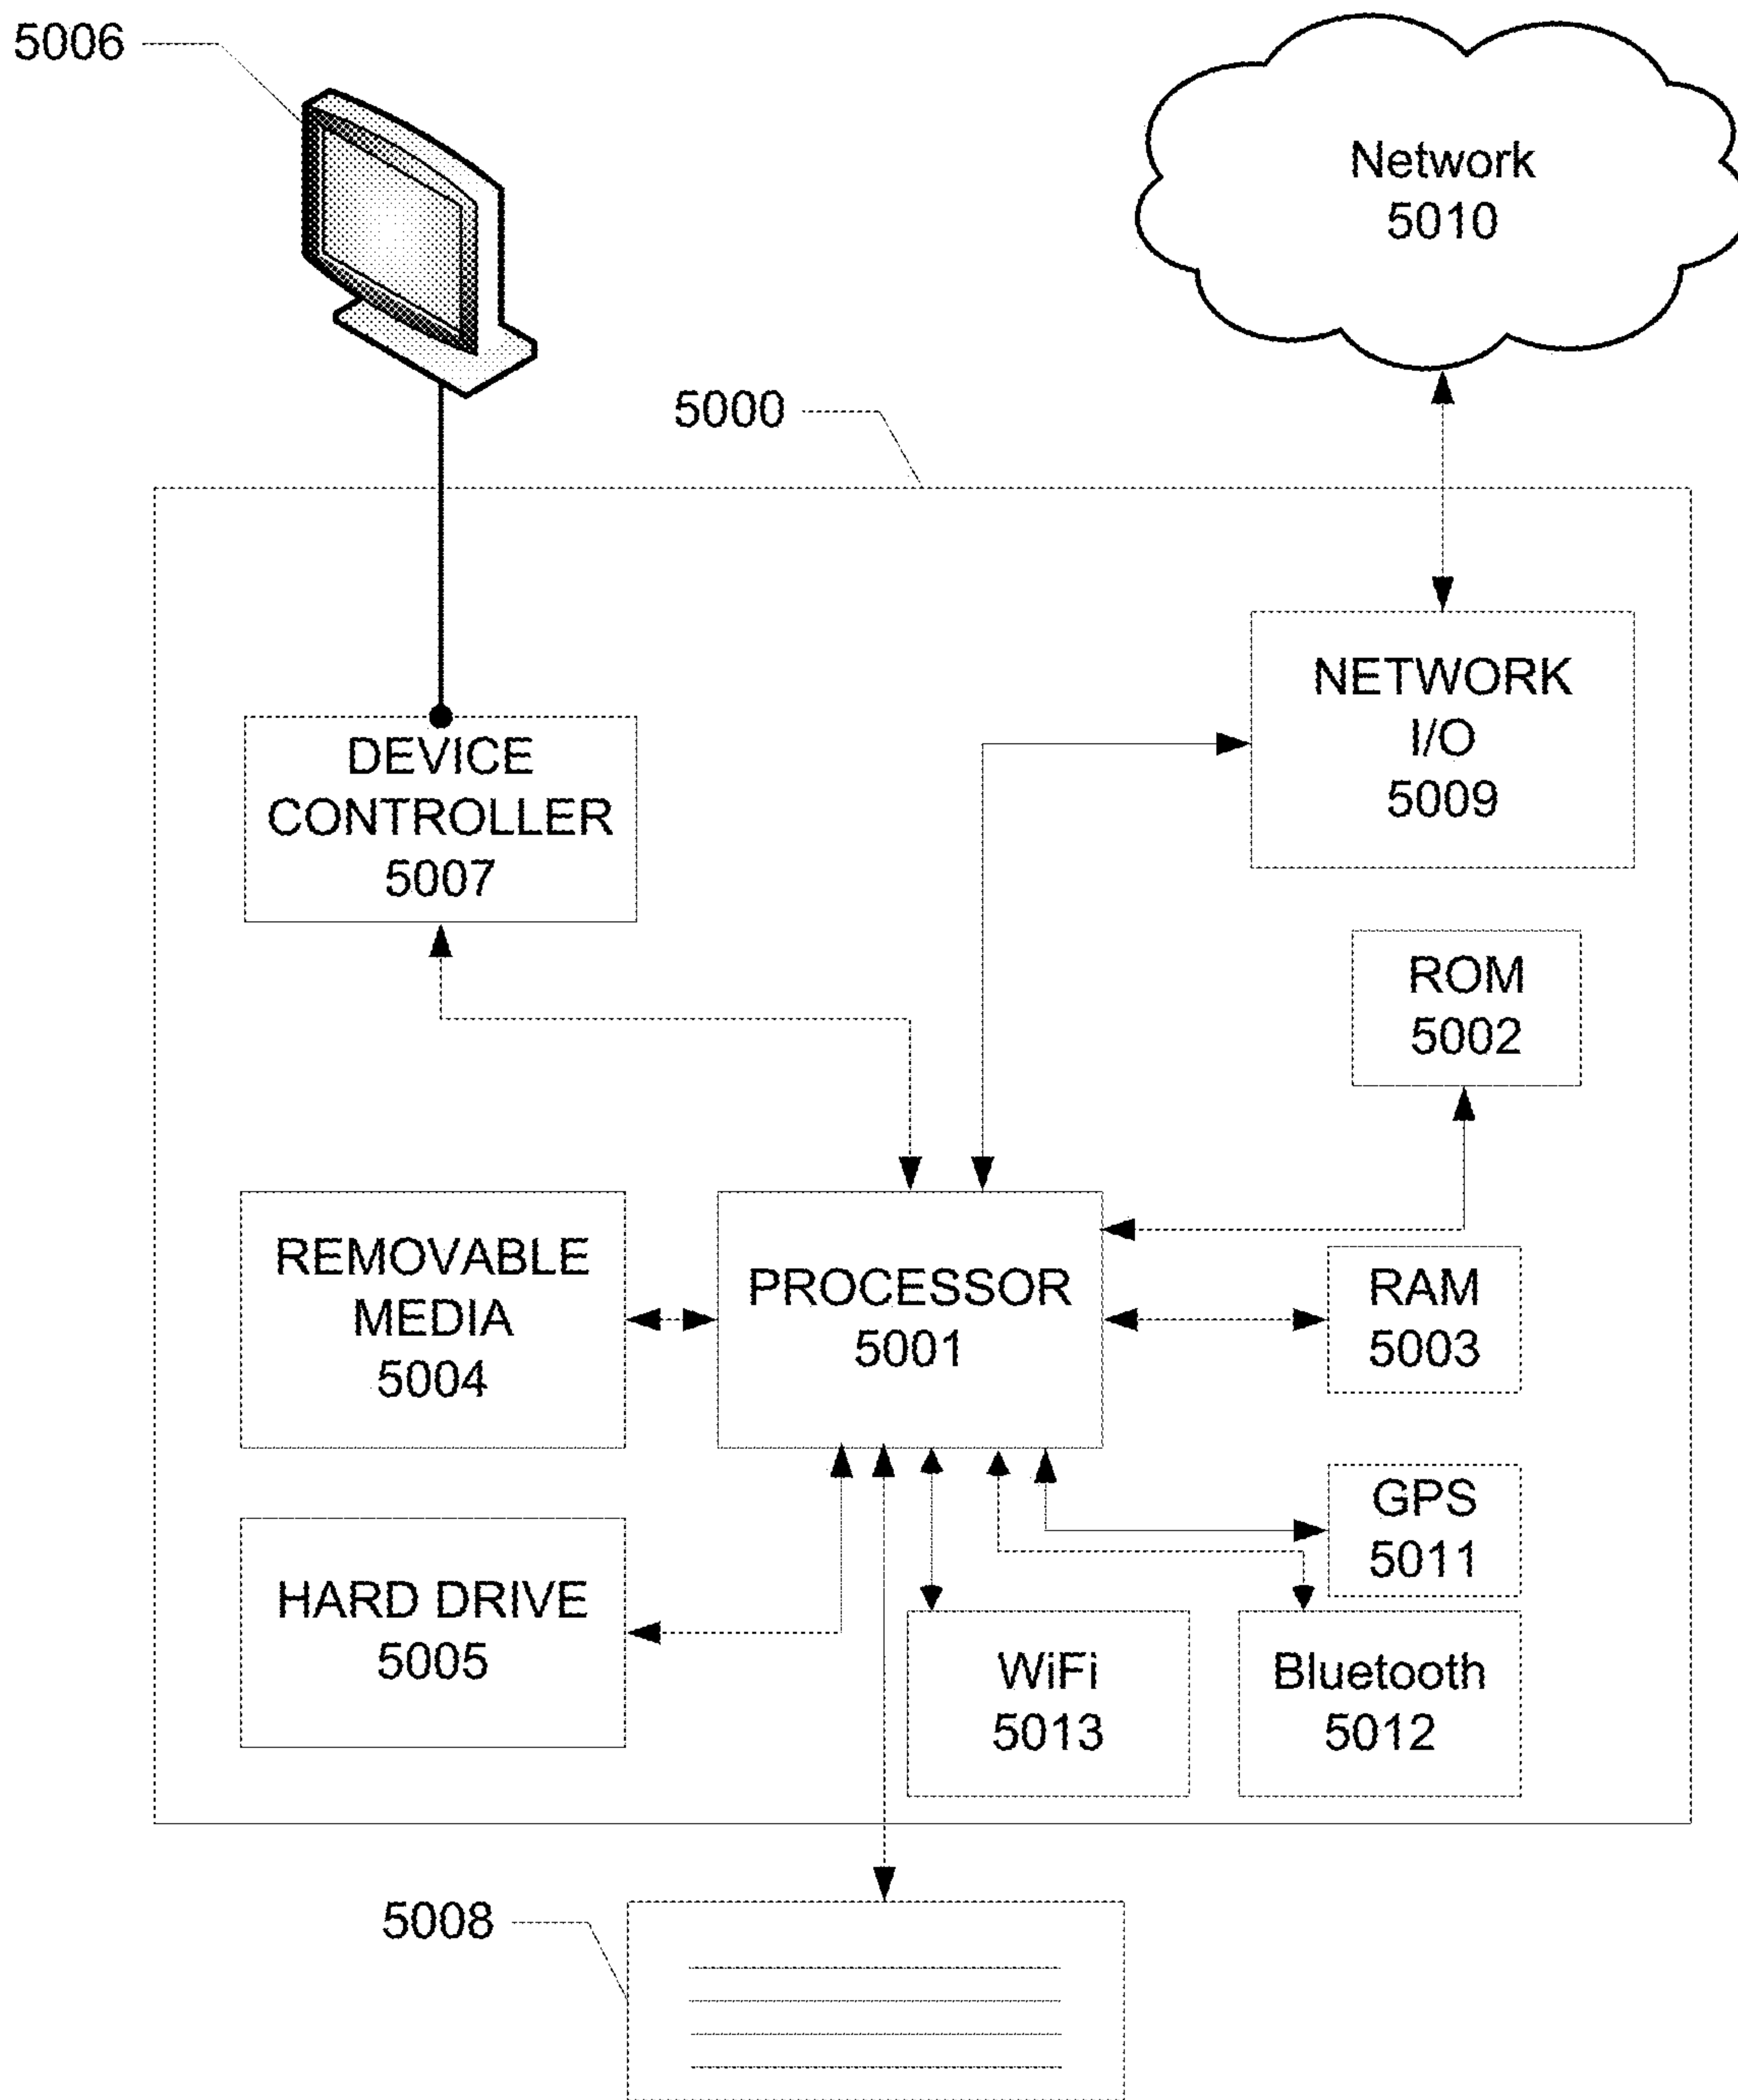 5006
Network
5010
5000
NETWORK
I/O
5009
DEVICE
CONTROLLER
5007
ROM
5002
REMOVABLE
MEDIA
5004
PROCESSOR
5001
RAM
5003
GPS
5011
HARD DRIVE
5005
WiFi
5013
Bluetooth
5012
5008